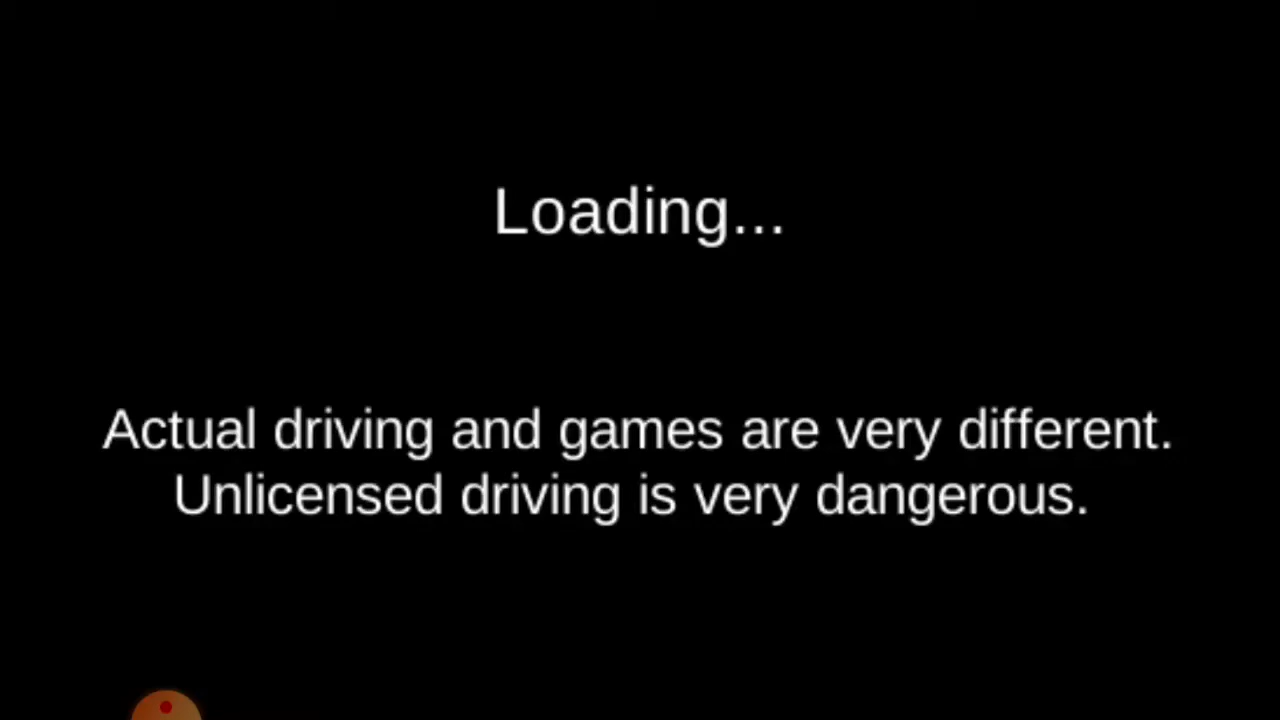 Loading...
Actual driving and games are very different.
Unlicensed driving is very dangerous.